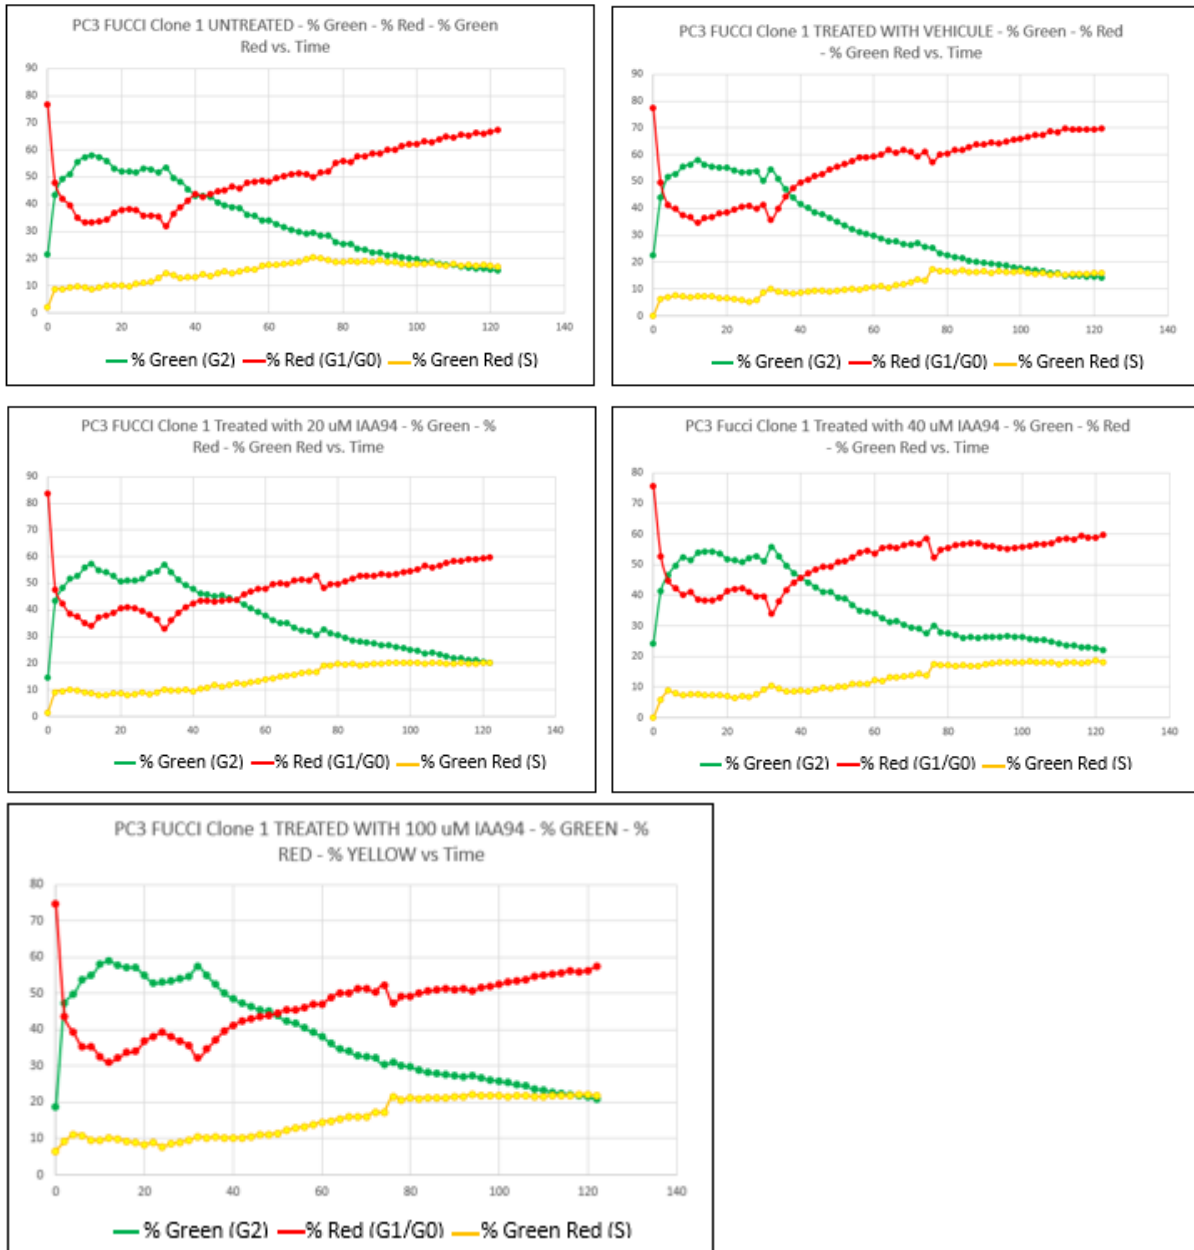 PC3 FUCCI Clone 1 UNTREATED - % Green - % Red - % Green
Red vs. Time
90
80
70
60
50
40
30
20
10
0
0 20 40 60 80 100 120 140
% Green (G2) % Red (G1/G0) % Green Red (S)
PC3 FUCCI Clone 1 TREATED WITH VEHICULE - % Green - % Red
- % Green Red vs. Time
90
80
70
60
50
40
30
20
10
0
0 20 40 60 80 100 120 140
% Green (G2) % Red (G1/G0) % Green Red (S)
PC3 FUCCI Clone 1 Treated with 20 uM IAA94 - % Green - %
Red - % Green Red vs. Time
90
80
70
60
50
40
30
20
10
0
0 20 40 60 80 100 120 140
% Green (G2) % Red (G1/G0) % Green Red (S)
PC3 Fucci Clone 1 Treated with 40 uM IAA94 - % Green - % Red
- % Green Red vs. Time
80
70
60
50
40
30
20
10
0
0 20 40 60 80 100 120 140
% Green (G2) % Red (G1/G0) % Green Red (S)
PC3 FUCCI Clone 1 TREATED WITH 100 uM IAA94 - % GREEN - %
RED - % YELLOW vs Time
80
70
60
50
40
30
20
10
0
0 20 40 60 80 100 120 140
% Green (G2) % Red (G1/G0) % Green Red (S)